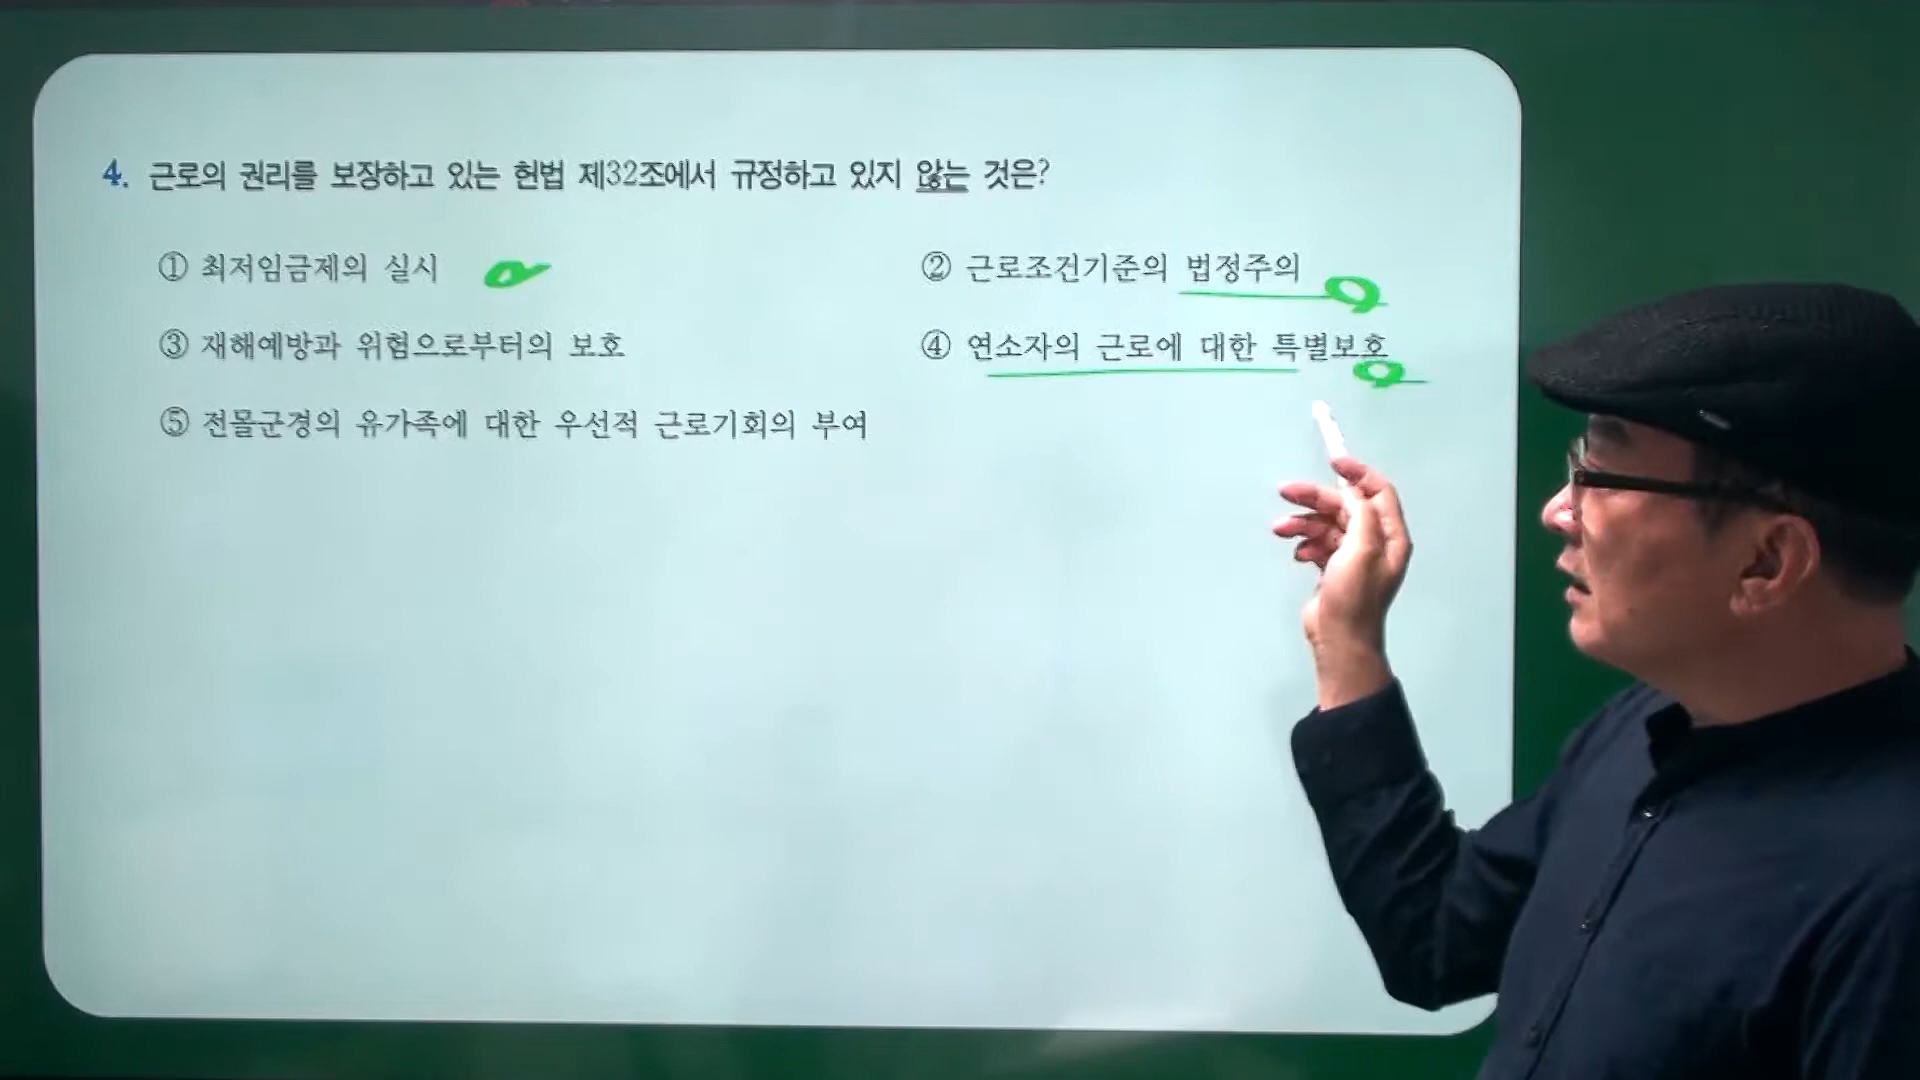 4. 근로의 권리를 보장하고 있는 헌법 제32조에서 규정하고 있지 않는 것은?
① 최저임금제의 실시
② 근로조건기준의 법정주의
③ 재해예방과 위험으로부터의 보호
④ 연소자의 근로에 대한 특별보호
⑤ 전몰군경의 유가족에 대한 우선적 근로기회의 부여